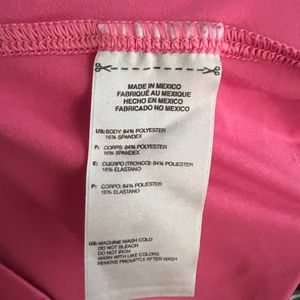 MADE IN MEXICO
FABRIQUÉ AU MEXIQUE
HECHO EN MEXICO
FABRICADO NO MEXICO
US: BODY: 84% POLYESTER
16% SPANDEX
F: CORPS: 84% POLYESTER
16% SPANDEX
E: CUERPO (TRONCO): 84% POLIESTER
16% ELASTANO
P: CORPO: 84% POLIESTER
16% ELASTANO
US: MACHINE WASH COLD
DO NOT BLEACH
DO NOT IRON
WASH WITH LIKE COLORS
REMOVE PROMPTLY AFTER WASH